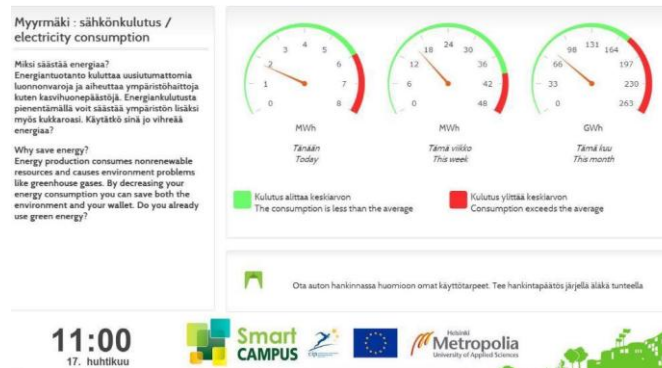 Myyrmäki : sähkönkulutus /
electricity consumption
Miksi säästää energiaa?
Energiantuotanto kuluttaa uusiutumattomia
luonnonvaroja ja aiheuttaa ympäristöhaittoja
kuten kasvihuonepäästöjä. Energiankulutusta
pienentämällä voit säästää ympäristön lisäksi
myös kukkaroasi. Käytätkö sinä jo vihreää
energiaa?
Why save energy?
Energy production consumes nonrenewable
resources and causes environment problems
like greenhouse gases. By decreasing your
energy consumption you can save both the
environment and your wallet. Do you already
use green energy?
0 1 2 3 4 5 6 7 8
MWh
Tänään
Today
0 6 12 18 24 30 36 42 48
MWh
Tämä viikko
This week
0 33 66 98 131 164 197 230 263
GWh
Tämä kuu
This month
Kulutus alittaa keskiarvon
The consumption is less than the average
Kulutus ylittää keskiarvon
Consumption exceeds the average
Ota auton hankinnassa huomioon omat käyttötarpeet. Tee hankintapäätös järjellä äläkä tunteella
11:00
17. huhtikuu
Smart
CAMPUS
Helsinki
Metropolia
University of Applied Sciences